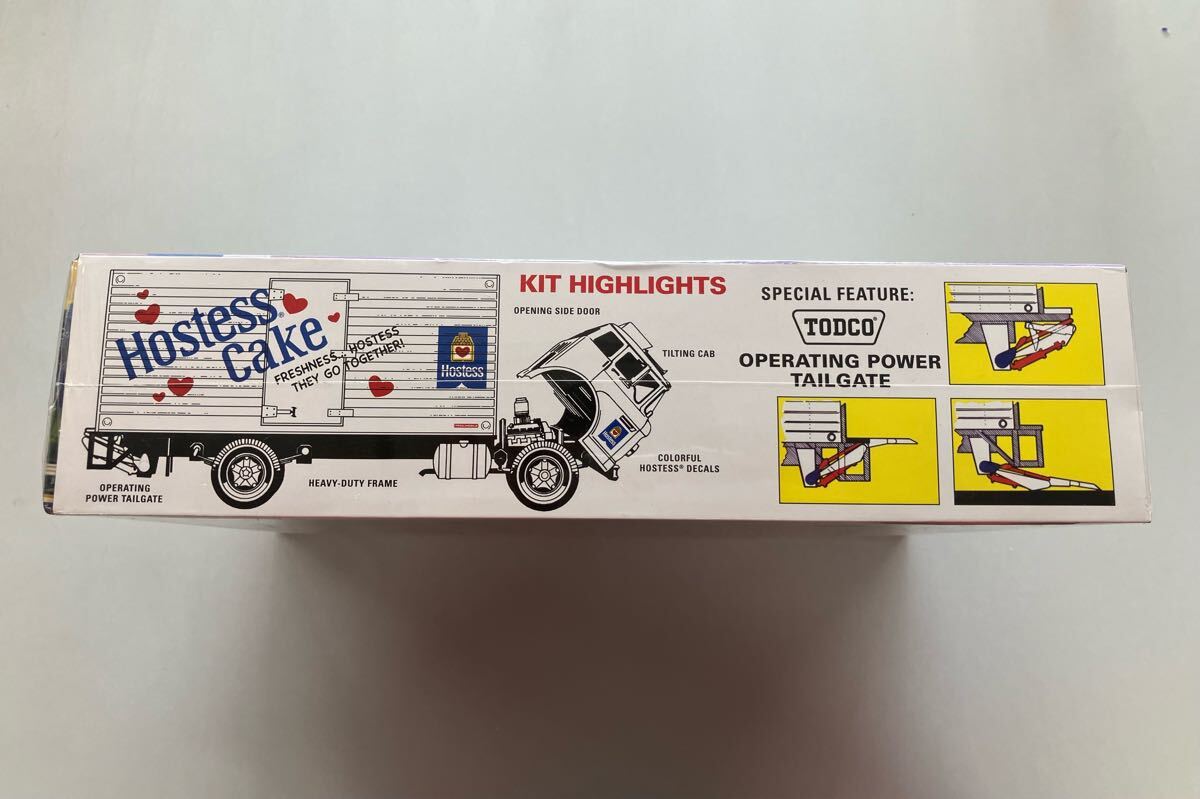 KIT HIGHLIGHTS
OPENING SIDE DOOR
Hostess®
Cake
FRESHNESS & HOSTESS
THEY GO TOGETHER!
Hostess
TILTING CAB
COLORFUL
HOSTESS® DECALS
HEAVY-DUTY FRAME
OPERATING
POWER TAILGATE
SPECIAL FEATURE:
TODCO®
OPERATING POWER
TAILGATE